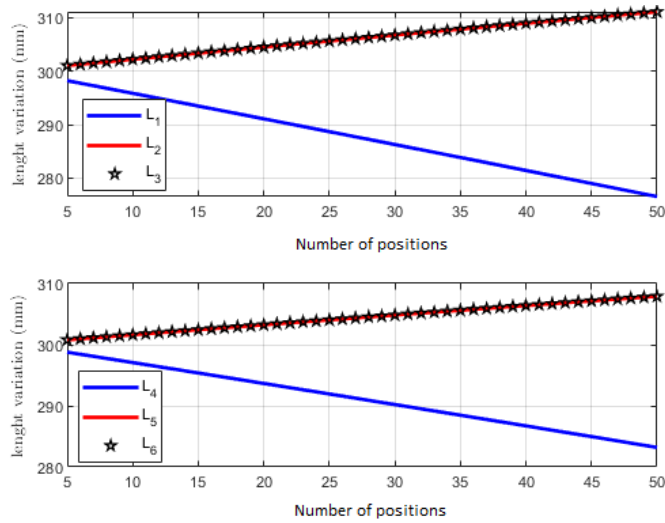 310
300
290
280
lenght variation (mm)
L1
L2
L3
5 10 15 20 25 30 35 40 45 50
Number of positions
310
300
290
280
lenght variation (mm)
L4
L5
L6
5 10 15 20 25 30 35 40 45 50
Number of positions